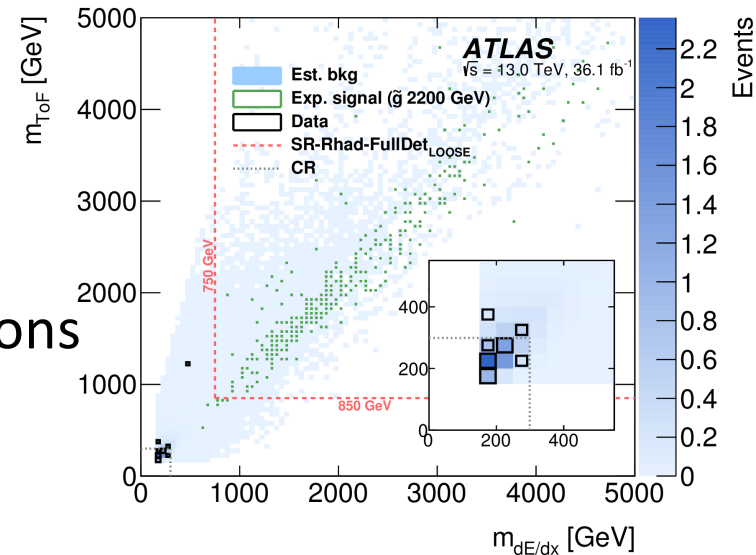 ATLAS
√s = 13.0 TeV, 36.1 fb⁻¹
Est. bkg
Exp. signal (g̃ 2200 GeV)
Data
SR-Rhad-FullDet_LOOSE
CR
m_ToF [GeV]
5000
4000
3000
2000
1000
0
750 GeV
850 GeV
ons
400
200
0
0 200 400
0 1000 2000 3000 4000 5000
m_dE/dx [GeV]
Events
2.2
2
1.8
1.6
1.4
1.2
1
0.8
0.6
0.4
0.2
0